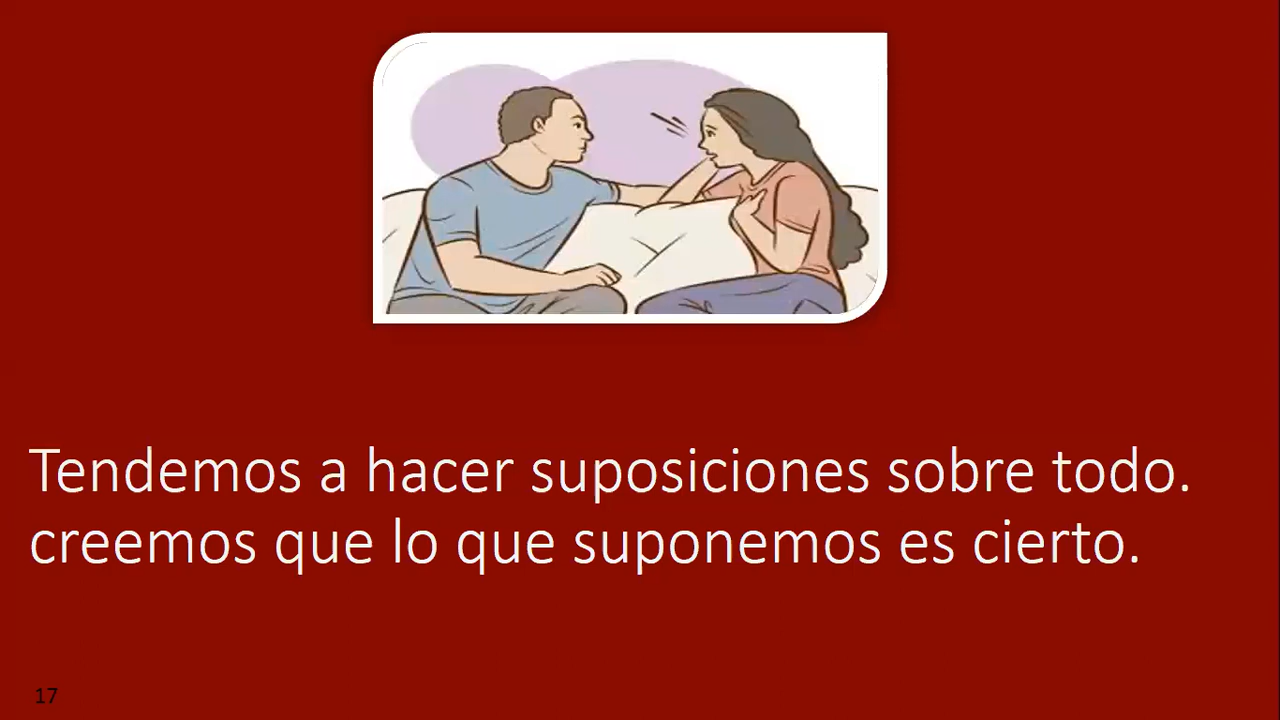 Tendemos a hacer suposiciones sobre todo.
creemos que lo que suponemos es cierto.
17